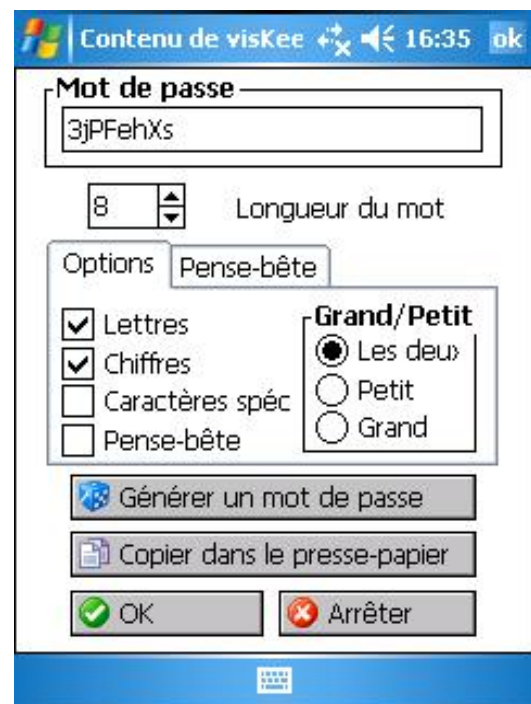 Contenu de visKee 16:35 ok
Mot de passe
3jPFehXs
8 Longueur du mot
Options Pense-bête
Lettres
Chiffres
Caractères spéc
Pense-bête
Grand/Petit
Les deux
Petit
Grand
Générer un mot de passe
Copier dans le presse-papier
OK Arrêter